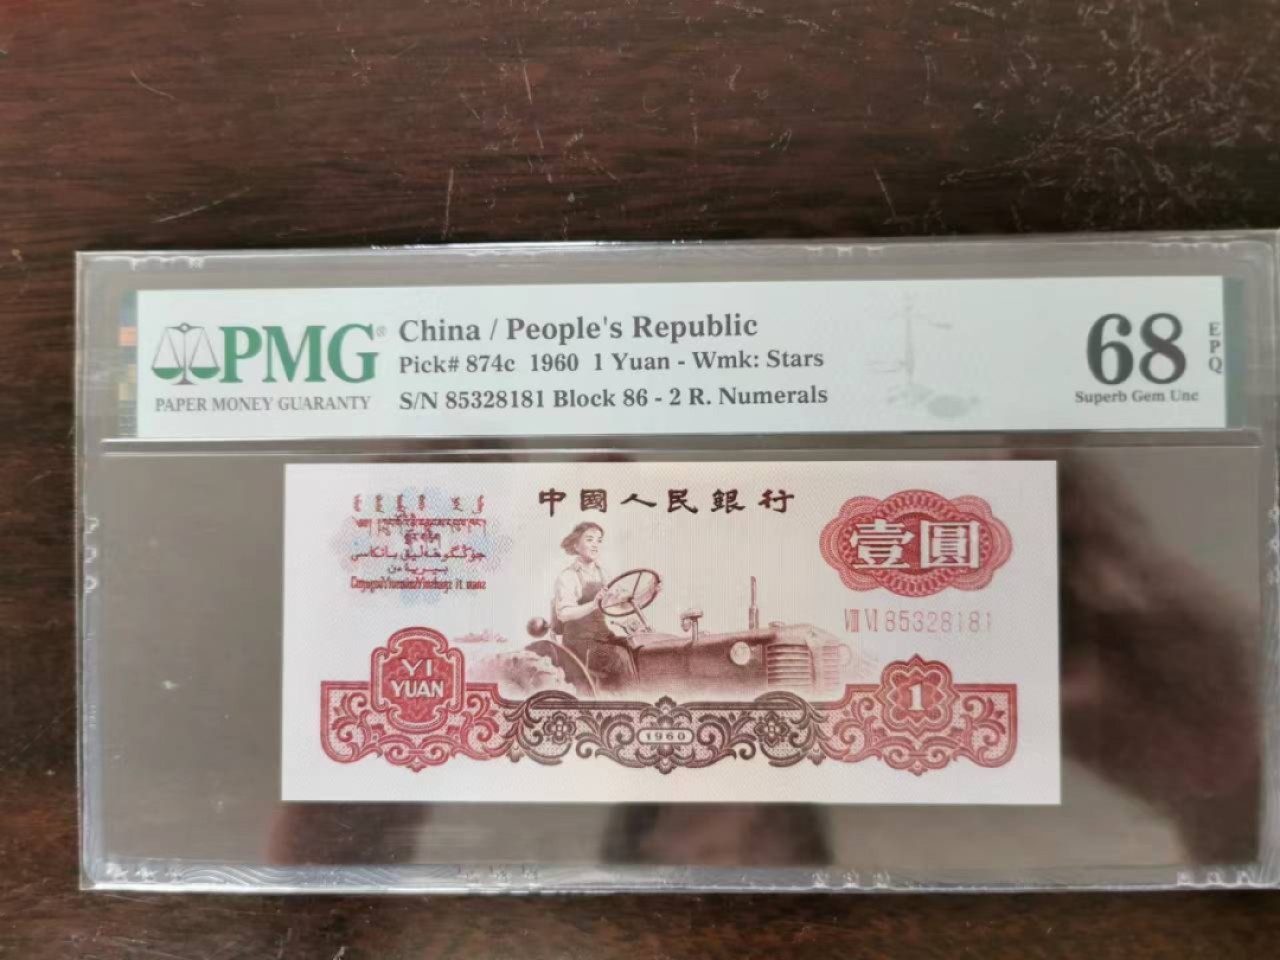 PMG®
PAPER MONEY GUARANTY
China / People's Republic
Pick# 874c 1960 1 Yuan - Wmk: Stars
S/N 85328181 Block 86 - 2 R. Numerals
68
EPQ
Superb Gem Unc
中國人民銀行
壹圓
VIII VI 85328181
YI
YUAN
1960
1